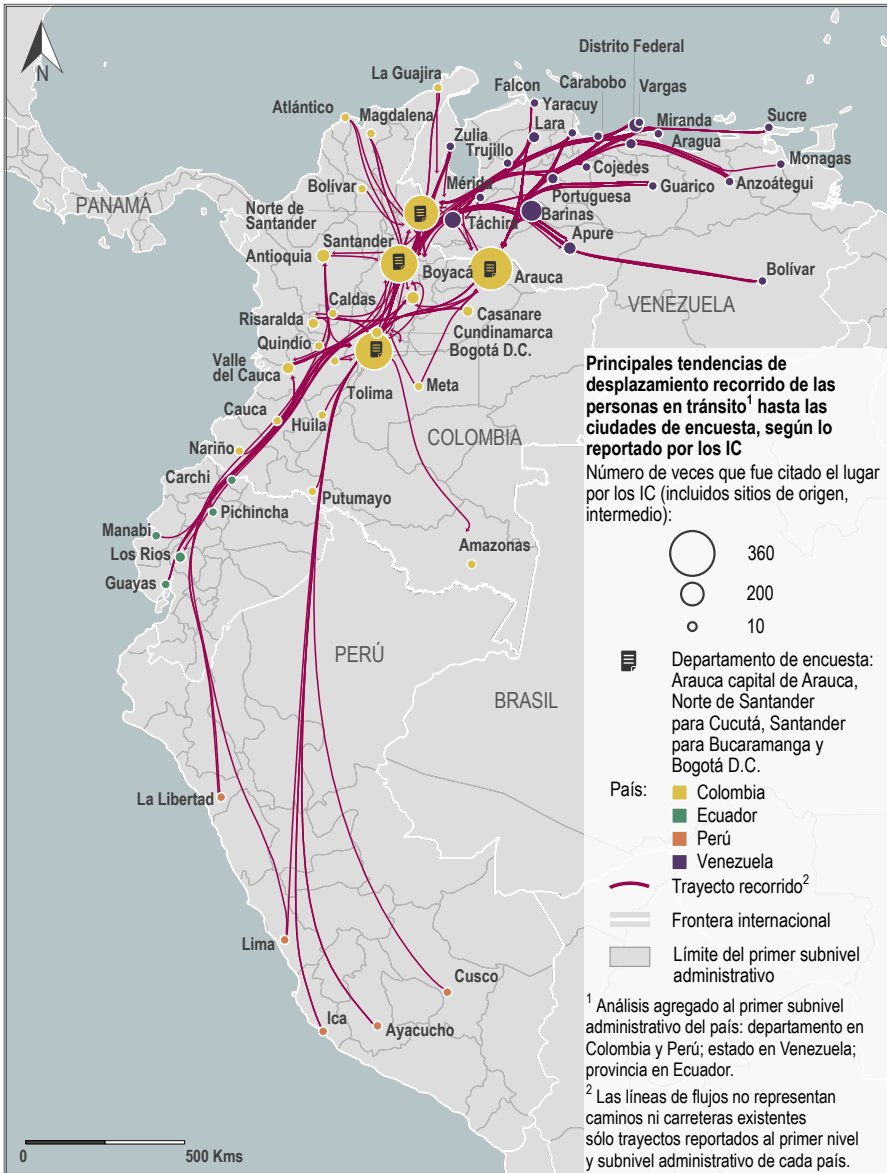 N
La Guajira
Atlántico
Magdalena
Bolívar
Norte de
Santander
Santander
Antioquia
Caldas
Risaralda
Quindío
Valle
del Cauca
Cauca
Nariño
Huila
Tolima
Putumayo
Boyacá
Arauca
Casanare
Cundinamarca
Bogotá D.C.
Meta
Amazonas
Distrito Federal
Carabobo
Vargas
Falcon
Yaracuy
Lara
Miranda
Aragua
Sucre
Zulia
Trujillo
Cojedes
Monagas
Mérida
Portuguesa
Guarico
Anzoátegui
Táchira
Barinas
Apure
Bolívar
Carchi
Pichincha
Manabi
Los Rios
Guayas
La Libertad
Lima
Ica
Ayacucho
Cusco
PANAMÁ
VENEZUELA
COLOMBIA
PERÚ
BRASIL
Principales tendencias de
desplazamiento recorrido de las
personas en tránsito1 hasta las
ciudades de encuesta, según lo
reportado por los IC
Número de veces que fue citado el lugar
por los IC (incluidos sitios de origen,
intermedio):
360
200
10
Departamento de encuesta:
Arauca capital de Arauca,
Norte de Santander
para Cucutá, Santander
para Bucaramanga y
Bogotá D.C.
País:
Colombia
Ecuador
Perú
Venezuela
Trayecto recorrido2
Frontera internacional
Límite del primer subnivel
administrativo
1 Análisis agregado al primer subnivel
administrativo del país: departamento en
Colombia y Perú; estado en Venezuela;
provincia en Ecuador.
2 Las líneas de flujos no representan
caminos ni carreteras existentes
sólo trayectos reportados al primer nivel
y subnivel administrativo de cada país.
0 500 Kms